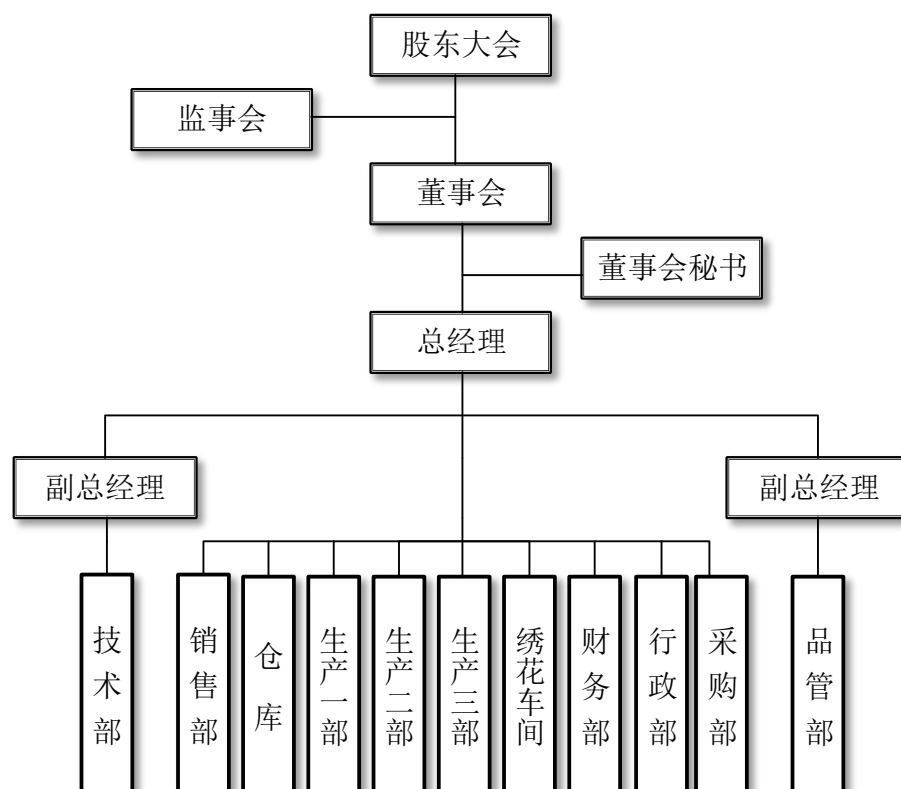 股东大会
监事会
董事会
董事会秘书
总经理
副总经理
副总经理
技术部
销售部
仓库
生产一部
生产二部
生产三部
绣花车间
财务部
行政部
采购部
品管部